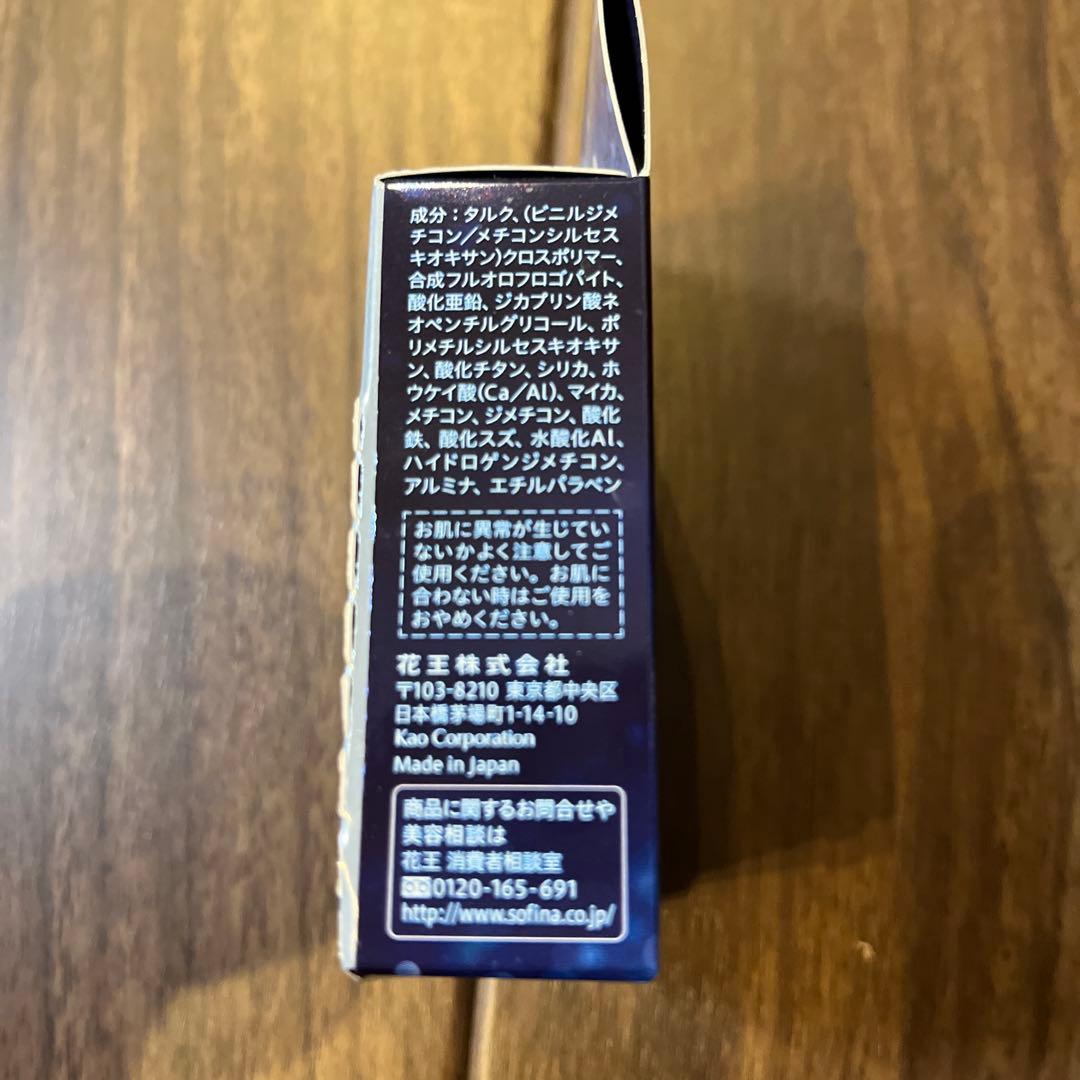 成分：タルク、(ビニルジメ
チコン/メチコンシルセス
キオキサン)クロスポリマー、
合成フルオロフロゴパイト、
酸化亜鉛、ジカプリン酸ネ
オペンチルグリコール、ポ
リメチルシルセスキオキサ
ン、酸化チタン、シリカ、ホ
ウケイ酸(Ca/Al)、マイカ、
メチコン、ジメチコン、酸化
鉄、酸化スズ、水酸化Al、
ハイドロゲンジメチコン、
アルミナ、エチルパラベン
お肌に異常が生じてい
ないかよく注意してご
使用ください。お肌に
合わない時はご使用を
おやめください。
花王株式会社
〒103-8210 東京都中央区
日本橋茅場町1-14-10
Kao Corporation
Made in Japan
商品に関するお問合せや
美容相談は
花王 消費者相談室
0120-165-691
http://www.sofina.co.jp/